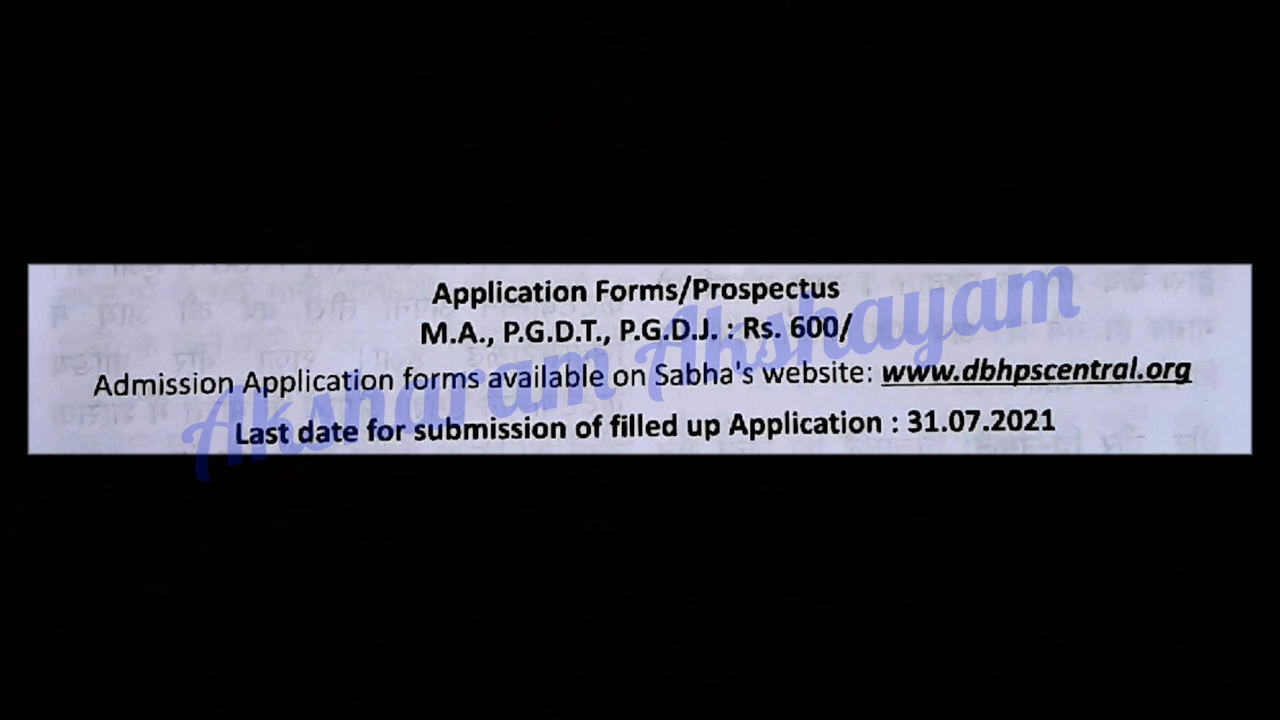 Application Forms/Prospectus
M.A., P.G.D.T., P.G.D.J. : Rs. 600/
Admission Application forms available on Sabha's website: www.dbhpscentral.org
Last date for submission of filled up Application : 31.07.2021
Aksharam Akshayam